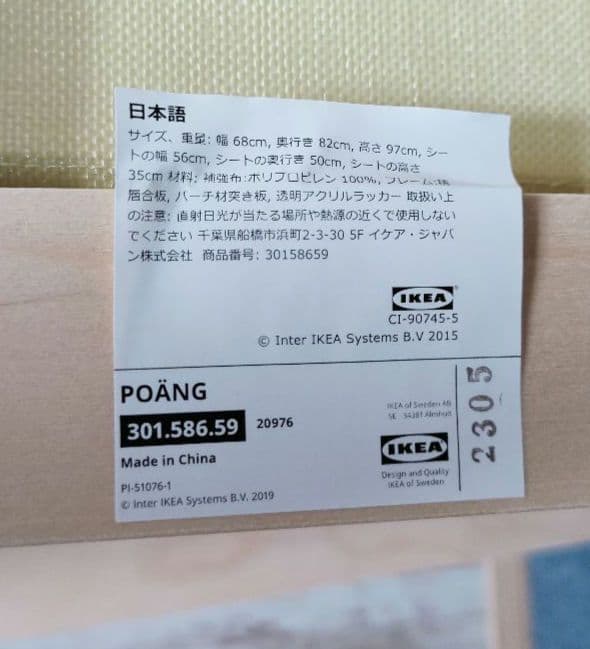 日本語
サイズ、重量: 幅 68cm, 奥行き 82cm, 高さ 97cm, シー
トの幅 56cm, シートの奥行き 50cm, シートの高さ
35cm 材料: 補強布:ポリプロピレン 100%, フレーム:積
層合板, バーチ材突き板, 透明アクリルラッカー 取扱い上
の注意: 直射日光が当たる場所や熱源の近くで使用しない
でください 千葉県船橋市浜町2-3-30 5F イケア・ジャパ
ン株式会社 商品番号: 30158659
IKEA
CI-90745-5
© Inter IKEA Systems B.V 2015
POÄNG
301.586.59 20976
Made in China
PI-51076-1
© Inter IKEA Systems B.V. 2019
IKEA of Sweden AB
SE - 34381 Älmhult
IKEA
Design and Quality
IKEA of Sweden
2305